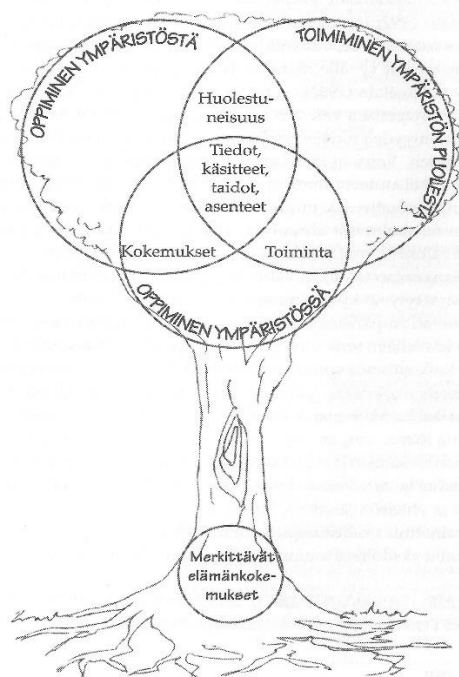 OPPIMINEN YMPÄRISTÖSTÄ
TOIMIMINEN YMPÄRISTÖN PUOLESTA
Huolestu-
neisuus
Tiedot,
käsitteet,
taidot,
asenteet
Kokemukset
Toiminta
OPPIMINEN YMPÄRISTÖSSÄ
Merkittävät
elämänkoke-
mukset